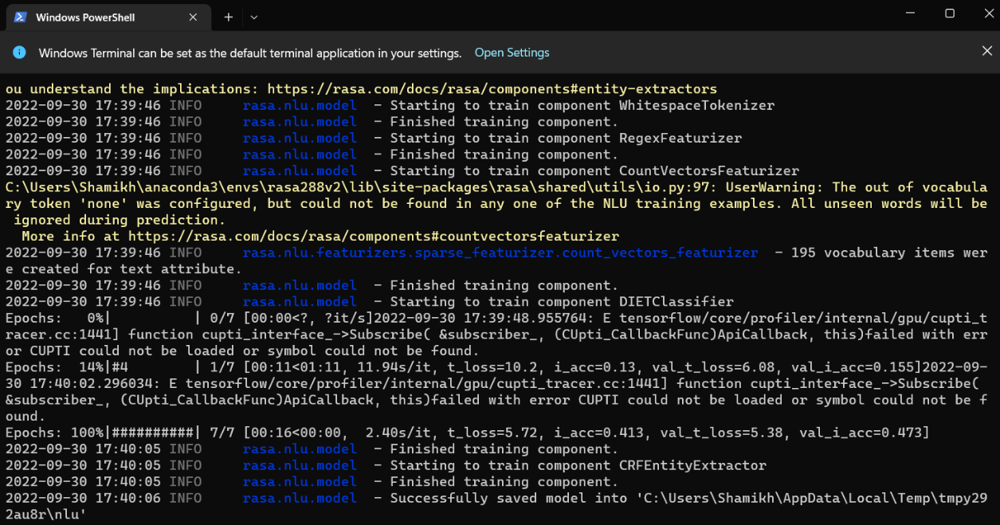 Windows PowerShell
Windows Terminal can be set as the default terminal application in your settings. Open Settings
ou understand the implications: https://rasa.com/docs/rasa/components#entity-extractors
2022-09-30 17:39:46 INFO     rasa.nlu.model  - Starting to train component WhitespaceTokenizer
2022-09-30 17:39:46 INFO     rasa.nlu.model  - Finished training component.
2022-09-30 17:39:46 INFO     rasa.nlu.model  - Starting to train component RegexFeaturizer
2022-09-30 17:39:46 INFO     rasa.nlu.model  - Finished training component.
2022-09-30 17:39:46 INFO     rasa.nlu.model  - Starting to train component CountVectorsFeaturizer
C:\Users\Shamikh\anaconda3\envs\rasa288v2\lib\site-packages\rasa\shared\utils\io.py:97: UserWarning: The out of vocabula
ry token 'none' was configured, but could not be found in any one of the NLU training examples. All unseen words will be
 ignored during prediction.
  More info at https://rasa.com/docs/rasa/components#countvectorsfeaturizer
2022-09-30 17:39:46 INFO     rasa.nlu.featurizers.sparse_featurizer.count_vectors_featurizer  - 195 vocabulary items wer
e created for text attribute.
2022-09-30 17:39:46 INFO     rasa.nlu.model  - Finished training component.
2022-09-30 17:39:46 INFO     rasa.nlu.model  - Starting to train component DIETClassifier
Epochs:   0%|          | 0/7 [00:00<?, ?it/s]2022-09-30 17:39:48.955764: E tensorflow/core/profiler/internal/gpu/cupti_t
racer.cc:1441] function cupti_interface_->Subscribe( &subscriber_, (CUpti_CallbackFunc)ApiCallback, this)failed with err
or CUPTI could not be loaded or symbol could not be found.
Epochs:  14%|#4        | 1/7 [00:11<01:11, 11.94s/it, t_loss=10.2, i_acc=0.13, val_t_loss=6.08, val_i_acc=0.155]2022-09-
30 17:40:02.296034: E tensorflow/core/profiler/internal/gpu/cupti_tracer.cc:1441] function cupti_interface_->Subscribe(
&subscriber_, (CUpti_CallbackFunc)ApiCallback, this)failed with error CUPTI could not be loaded or symbol could not be f
ound.
Epochs: 100%|##########| 7/7 [00:16<00:00,  2.40s/it, t_loss=5.72, i_acc=0.413, val_t_loss=5.38, val_i_acc=0.473]
2022-09-30 17:40:05 INFO     rasa.nlu.model  - Finished training component.
2022-09-30 17:40:05 INFO     rasa.nlu.model  - Starting to train component CRFEntityExtractor
2022-09-30 17:40:05 INFO     rasa.nlu.model  - Finished training component.
2022-09-30 17:40:06 INFO     rasa.nlu.model  - Successfully saved model into 'C:\Users\Shamikh\AppData\Local\Temp\tmpy29
2au8r\nlu'